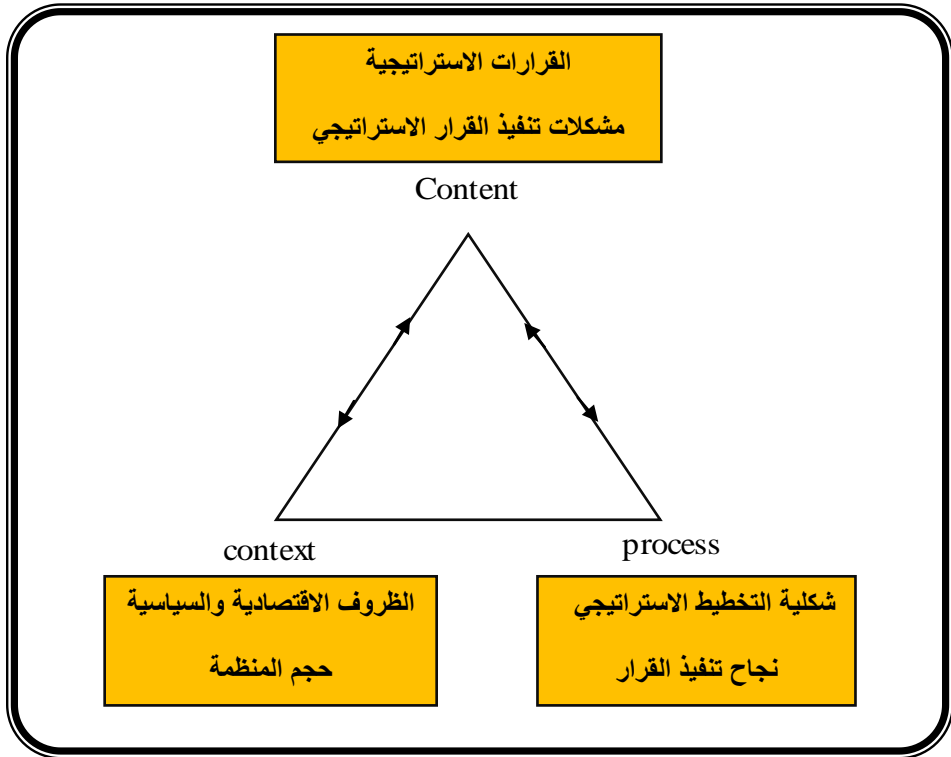 القرارات الاستراتيجية
مشكلات تنفيذ القرار الاستراتيجي
Content
context
process
الظروف الاقتصادية والسياسية
حجم المنظمة
شكلية التخطيط الاستراتيجي
نجاح تنفيذ القرار